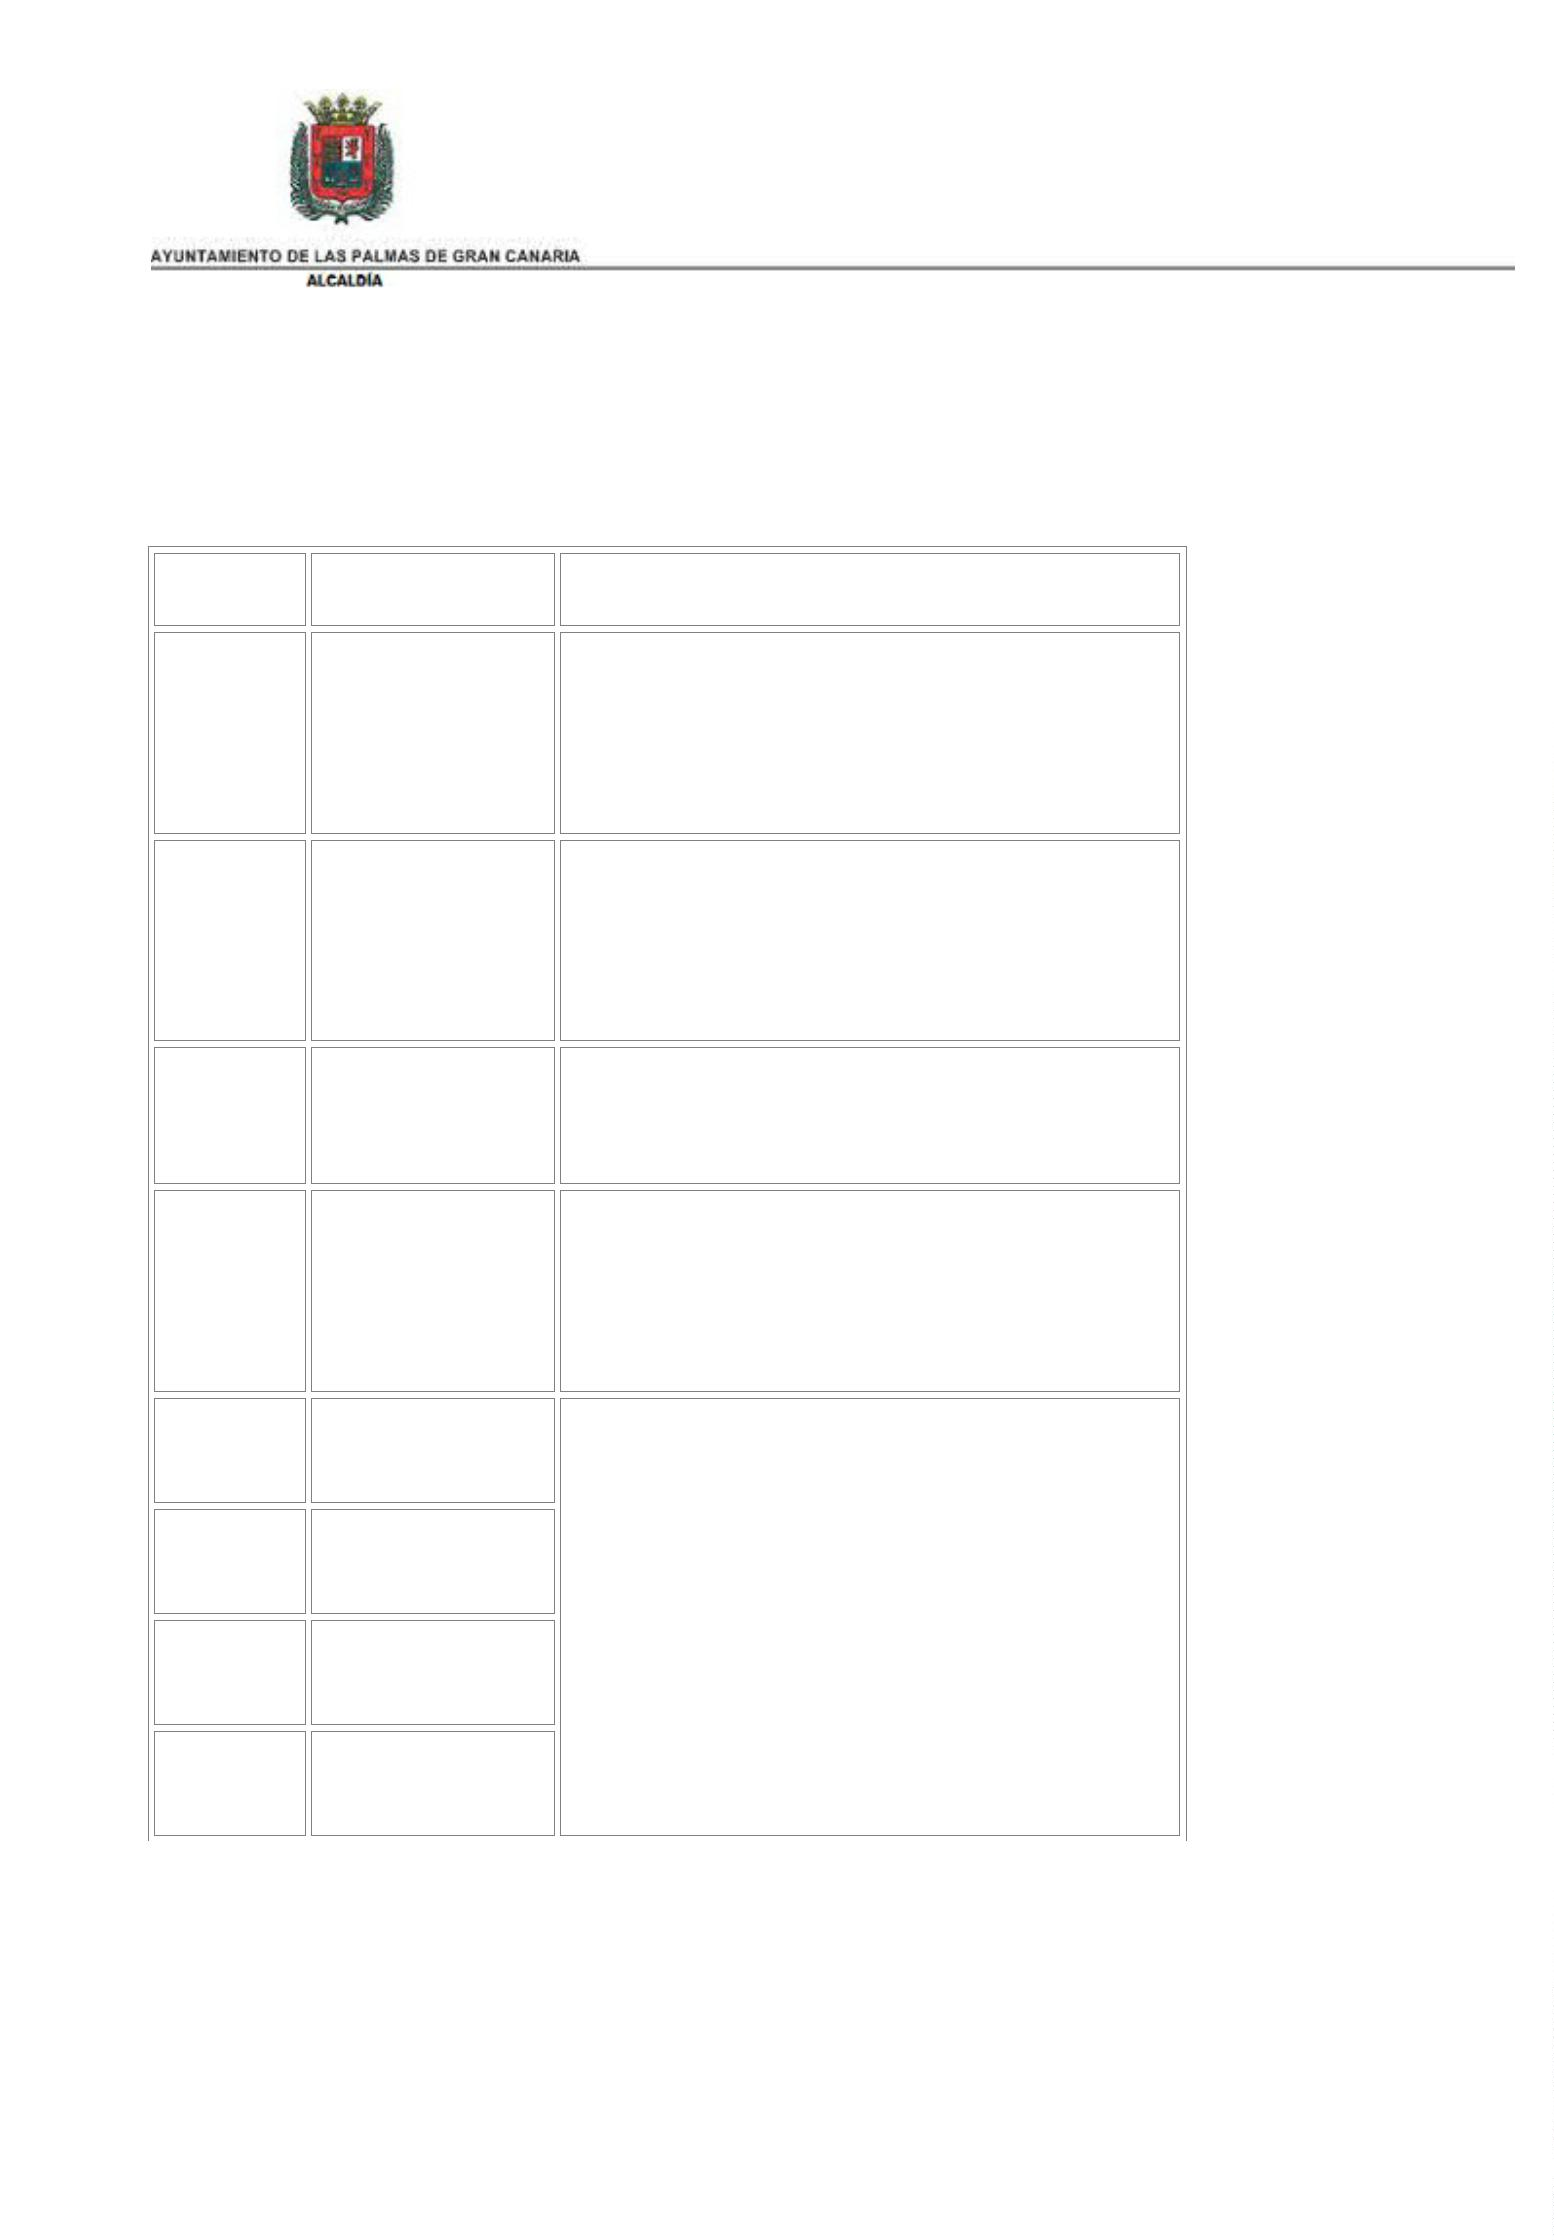 AYUNTAMIENTO DE LAS PALMAS DE GRAN CANARIA
ALCALDÍA